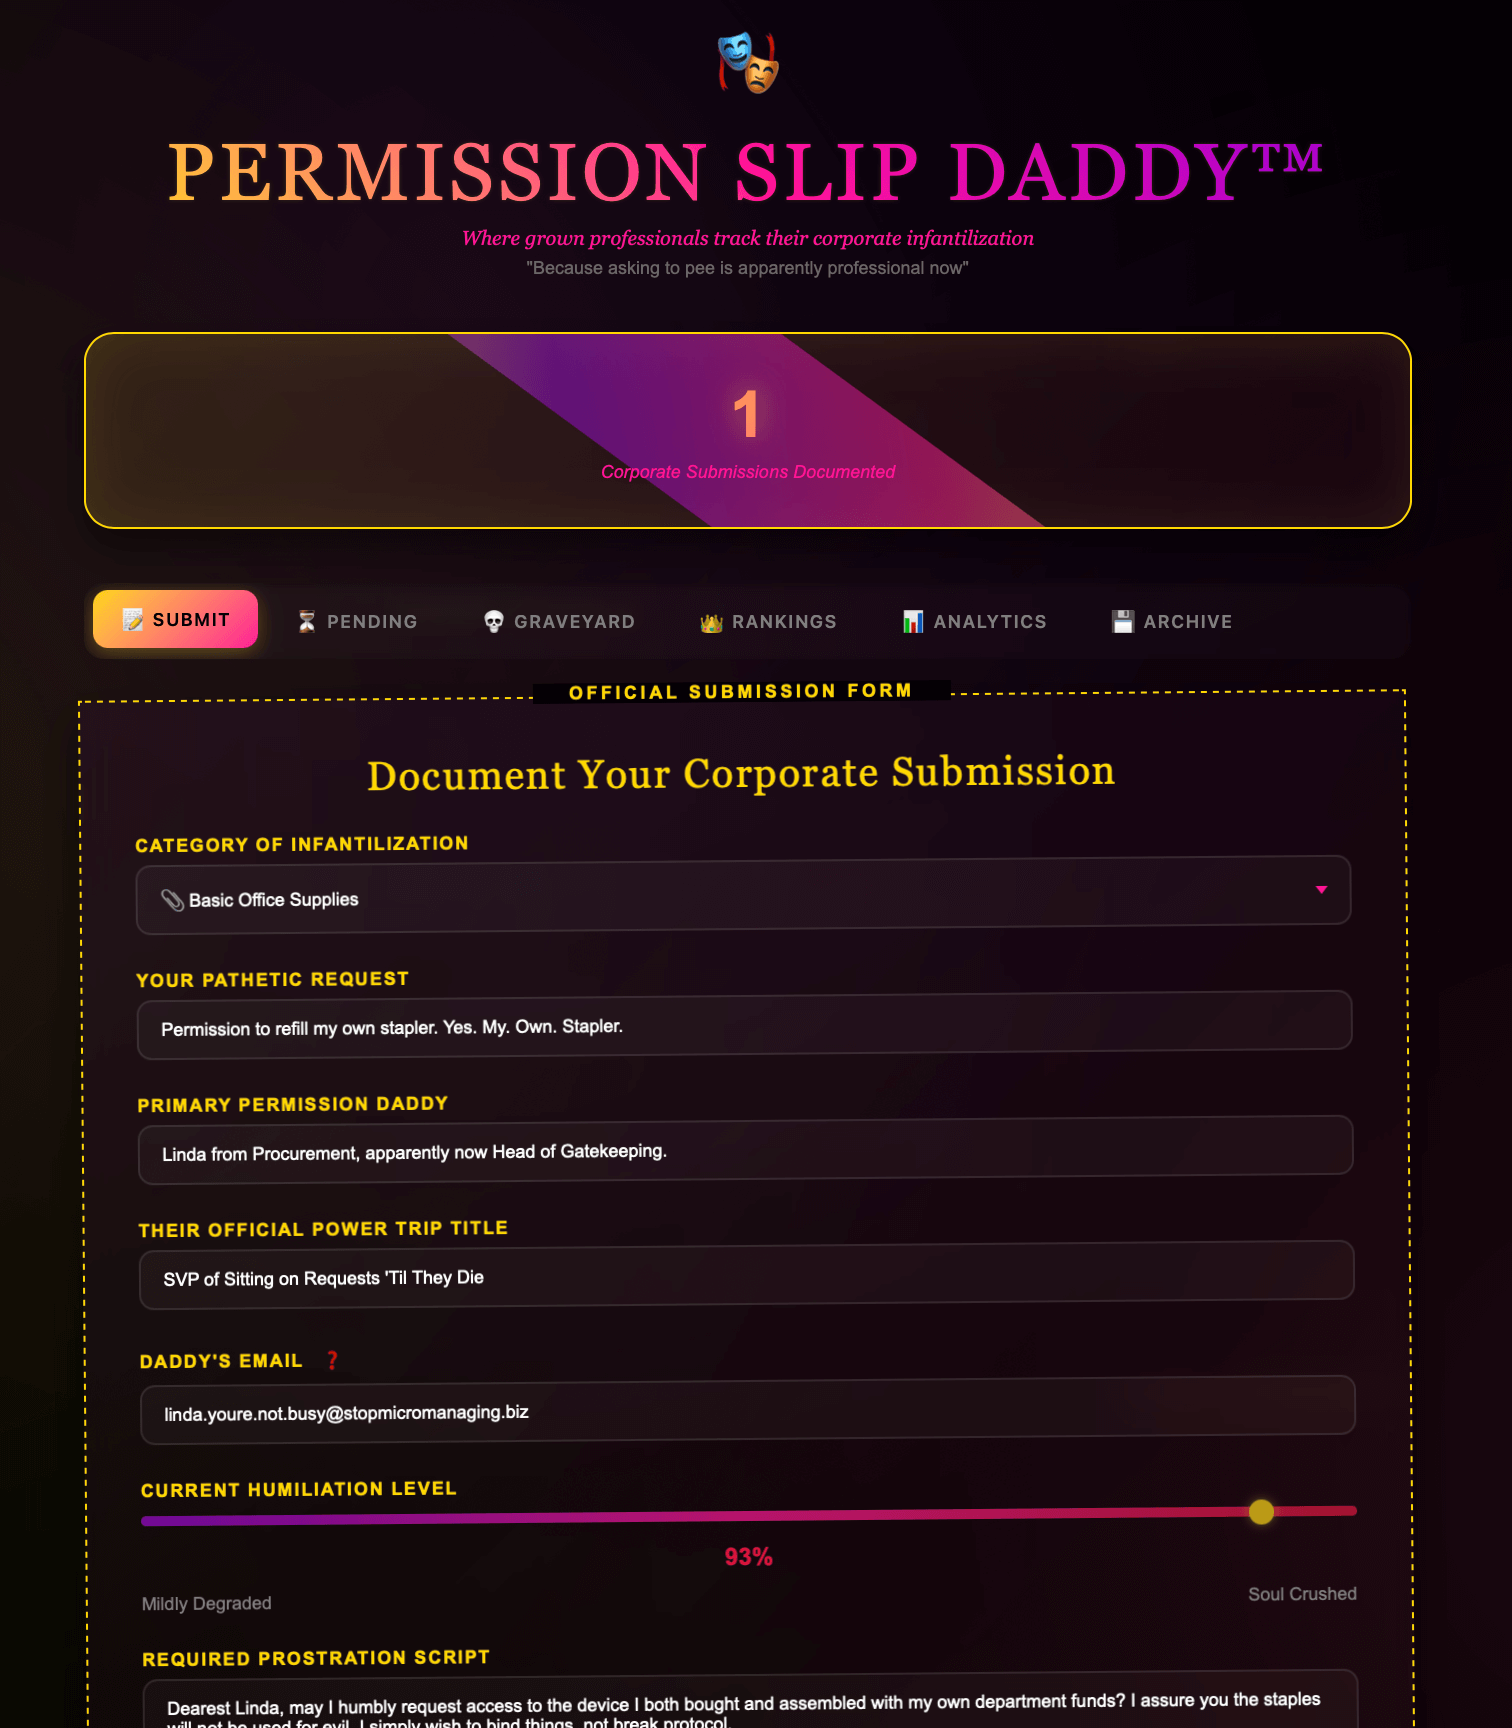 PERMISSION SLIP DADDY™
Where grown professionals track their corporate infantilization
"Because asking to pee is apparently professional now"
1
Corporate Submissions Documented
SUBMIT
PENDING
GRAVEYARD
RANKINGS
ANALYTICS
ARCHIVE
OFFICIAL SUBMISSION FORM
Document Your Corporate Submission
CATEGORY OF INFANTILIZATION
Basic Office Supplies
YOUR PATHETIC REQUEST
Permission to refill my own stapler. Yes. My. Own. Stapler.
PRIMARY PERMISSION DADDY
Linda from Procurement, apparently now Head of Gatekeeping.
THEIR OFFICIAL POWER TRIP TITLE
SVP of Sitting on Requests 'Til They Die
DADDY'S EMAIL ❓
linda.youre.not.busy@stopmicromanaging.biz
CURRENT HUMILIATION LEVEL
93%
Mildly Degraded
Soul Crushed
REQUIRED PROSTRATION SCRIPT
Dearest Linda, may I humbly request access to the device I both bought and assembled with my own department funds? I assure you the staples
will not be used for evil. I simply wish to bind things, not break protocol.